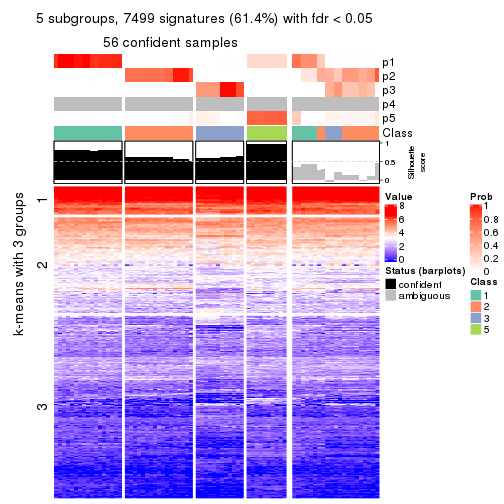 5 subgroups, 7499 signatures (61.4%) with fdr < 0.05
56 confident samples
p1
p2
p3
p4
p5
Class
1
0.5
0
Silhouette
score
k-means with 3 groups
1
2
3
Value
8
6
4
2
0
Status (barplots)
confident
ambiguous
Prob
1
0.8
0.6
0.4
0.2
0
Class
1
2
3
5